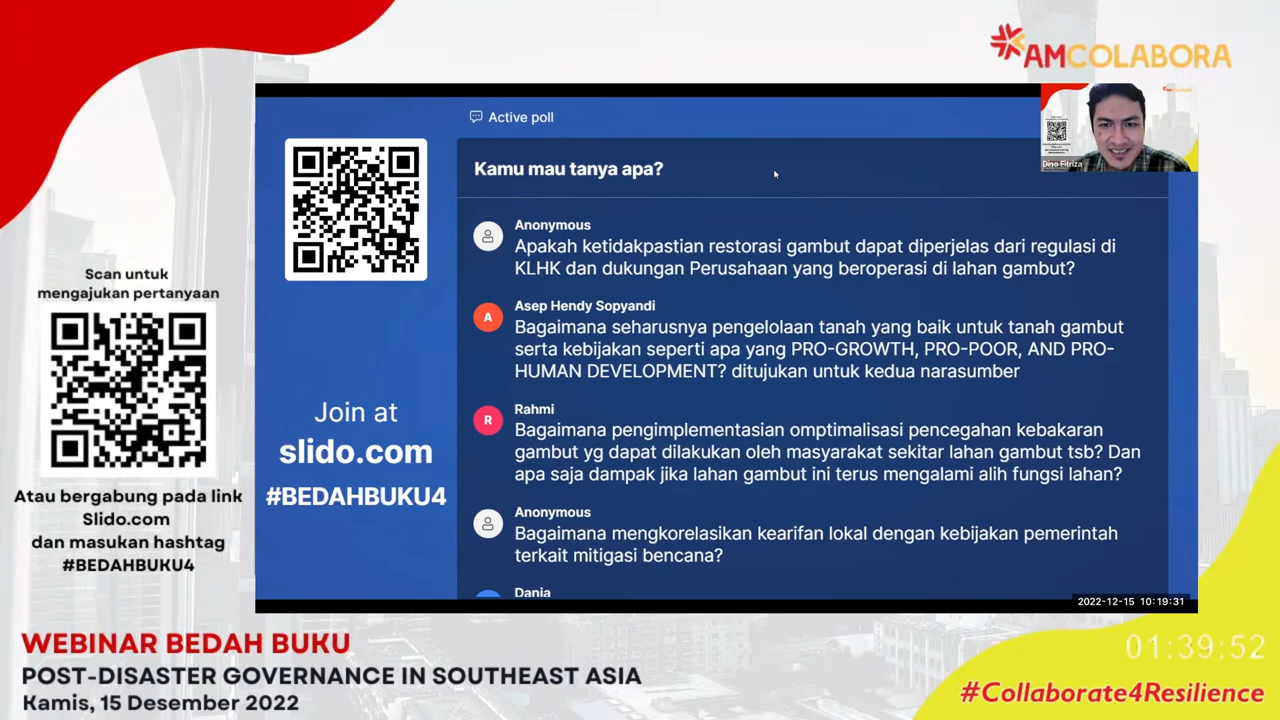 AMCOLABORA
Active poll
Kamu mau tanya apa?
Dino Fitriza
Anonymous
Apakah ketidakpastian restorasi gambut dapat diperjelas dari regulasi di
KLHK dan dukungan Perusahaan yang beroperasi di lahan gambut?
A
Asep Hendy Sopyandi
Bagaimana seharusnya pengelolaan tanah yang baik untuk tanah gambut
serta kebijakan seperti apa yang PRO-GROWTH, PRO-POOR, AND PRO-
HUMAN DEVELOPMENT? ditujukan untuk kedua narasumber
R
Rahmi
Bagaimana pengimplementasian omptimalisasi pencegahan kebakaran
gambut yg dapat dilakukan oleh masyarakat sekitar lahan gambut tsb? Dan
apa saja dampak jika lahan gambut ini terus mengalami alih fungsi lahan?
Anonymous
Bagaimana mengkorelasikan kearifan lokal dengan kebijakan pemerintah
terkait mitigasi bencana?
Dania
Join at
slido.com
#BEDAHBUKU4
Scan untuk
mengajukan pertanyaan
Atau bergabung pada link
Slido.com
dan masukan hashtag
#BEDAHBUKU4
2022-12-15 10:19:31
WEBINAR BEDAH BUKU
POST-DISASTER GOVERNANCE IN SOUTHEAST ASIA
Kamis, 15 Desember 2022
01:39:52
#Collaborate4Resilience